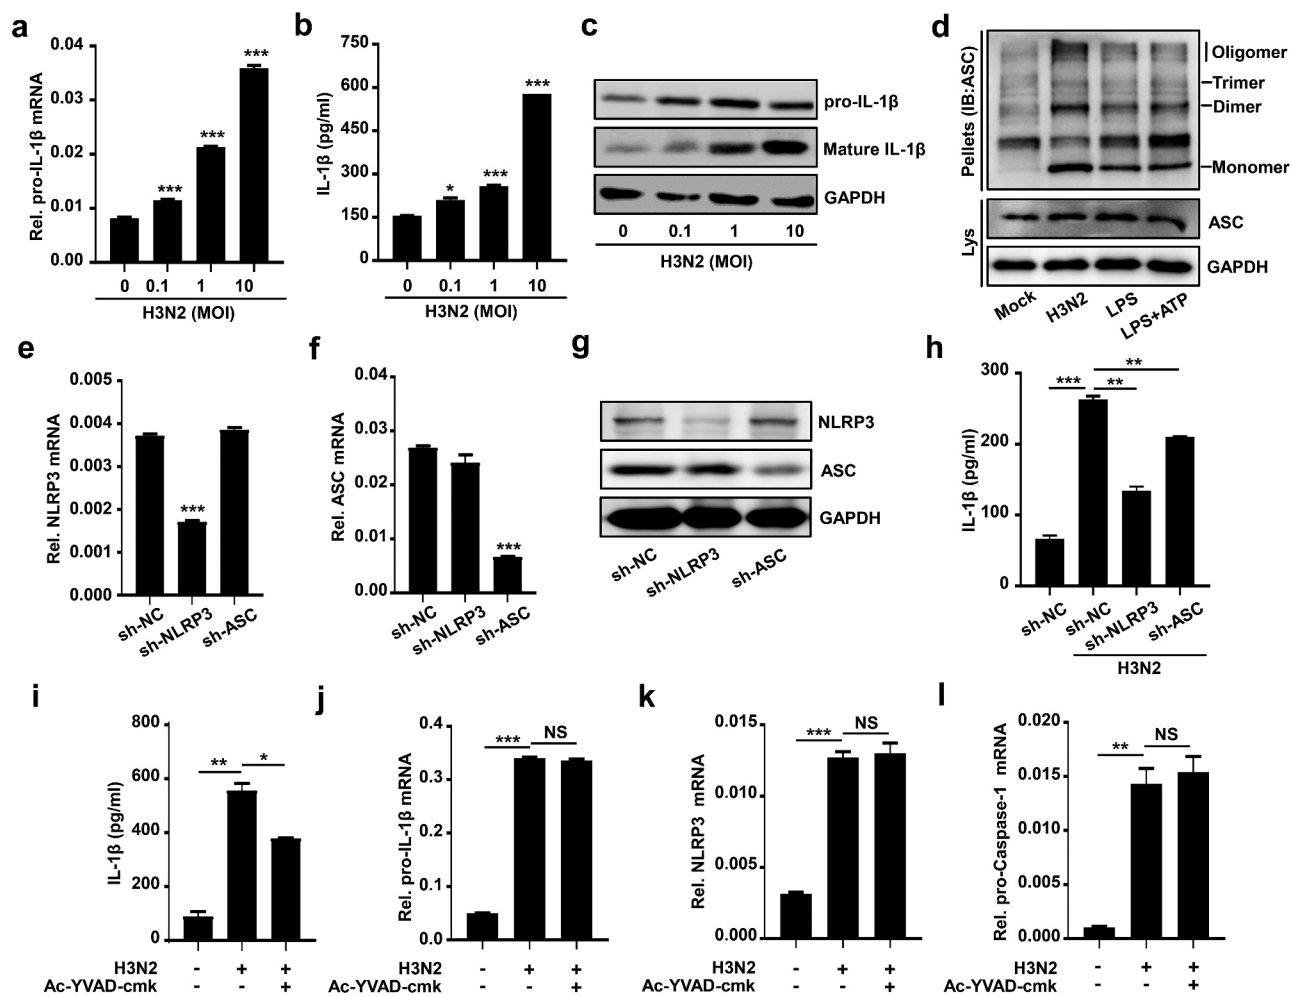 a
Rel. pro-IL-1β mRNA
0.04
0.03
0.02
0.01
0.00
***
***
***
0 0.1 1 10
H3N2 (MOI)
b
IL-1β (pg/ml)
750
600
450
300
150
0
*
***
***
0 0.1 1 10
H3N2 (MOI)
c
pro-IL-1β
Mature IL-1β
GAPDH
0 0.1 1 10
H3N2 (MOI)
d
Pellets (IB:ASC)
Lys
Oligomer
Trimer
Dimer
Monomer
ASC
GAPDH
Mock H3N2 LPS LPS+ATP
e
Rel. NLRP3 mRNA
0.005
0.004
0.003
0.002
0.001
0.000
***
sh-NC sh-NLRP3 sh-ASC
f
Rel. ASC mRNA
0.04
0.03
0.02
0.01
0.00
***
sh-NC sh-NLRP3 sh-ASC
g
NLRP3
ASC
GAPDH
sh-NC sh-NLRP3 sh-ASC
h
IL-1β (pg/ml)
300
200
100
0
**
*** **
sh-NC sh-NC sh-NLRP3 sh-ASC
H3N2
i
IL-1β (pg/ml)
800
600
400
200
0
** *
H3N2 - + +
Ac-YVAD-cmk - - +
j
Rel. pro-IL-1β mRNA
0.4
0.3
0.2
0.1
0.0
*** NS
- + +
- - +
k
Rel. NLRP3 mRNA
0.015
0.010
0.005
0.000
*** NS
H3N2 - + +
Ac-YVAD-cmk - - +
l
Rel. pro-Caspase-1 mRNA
0.020
0.015
0.010
0.005
0.000
** NS
- + +
- - +